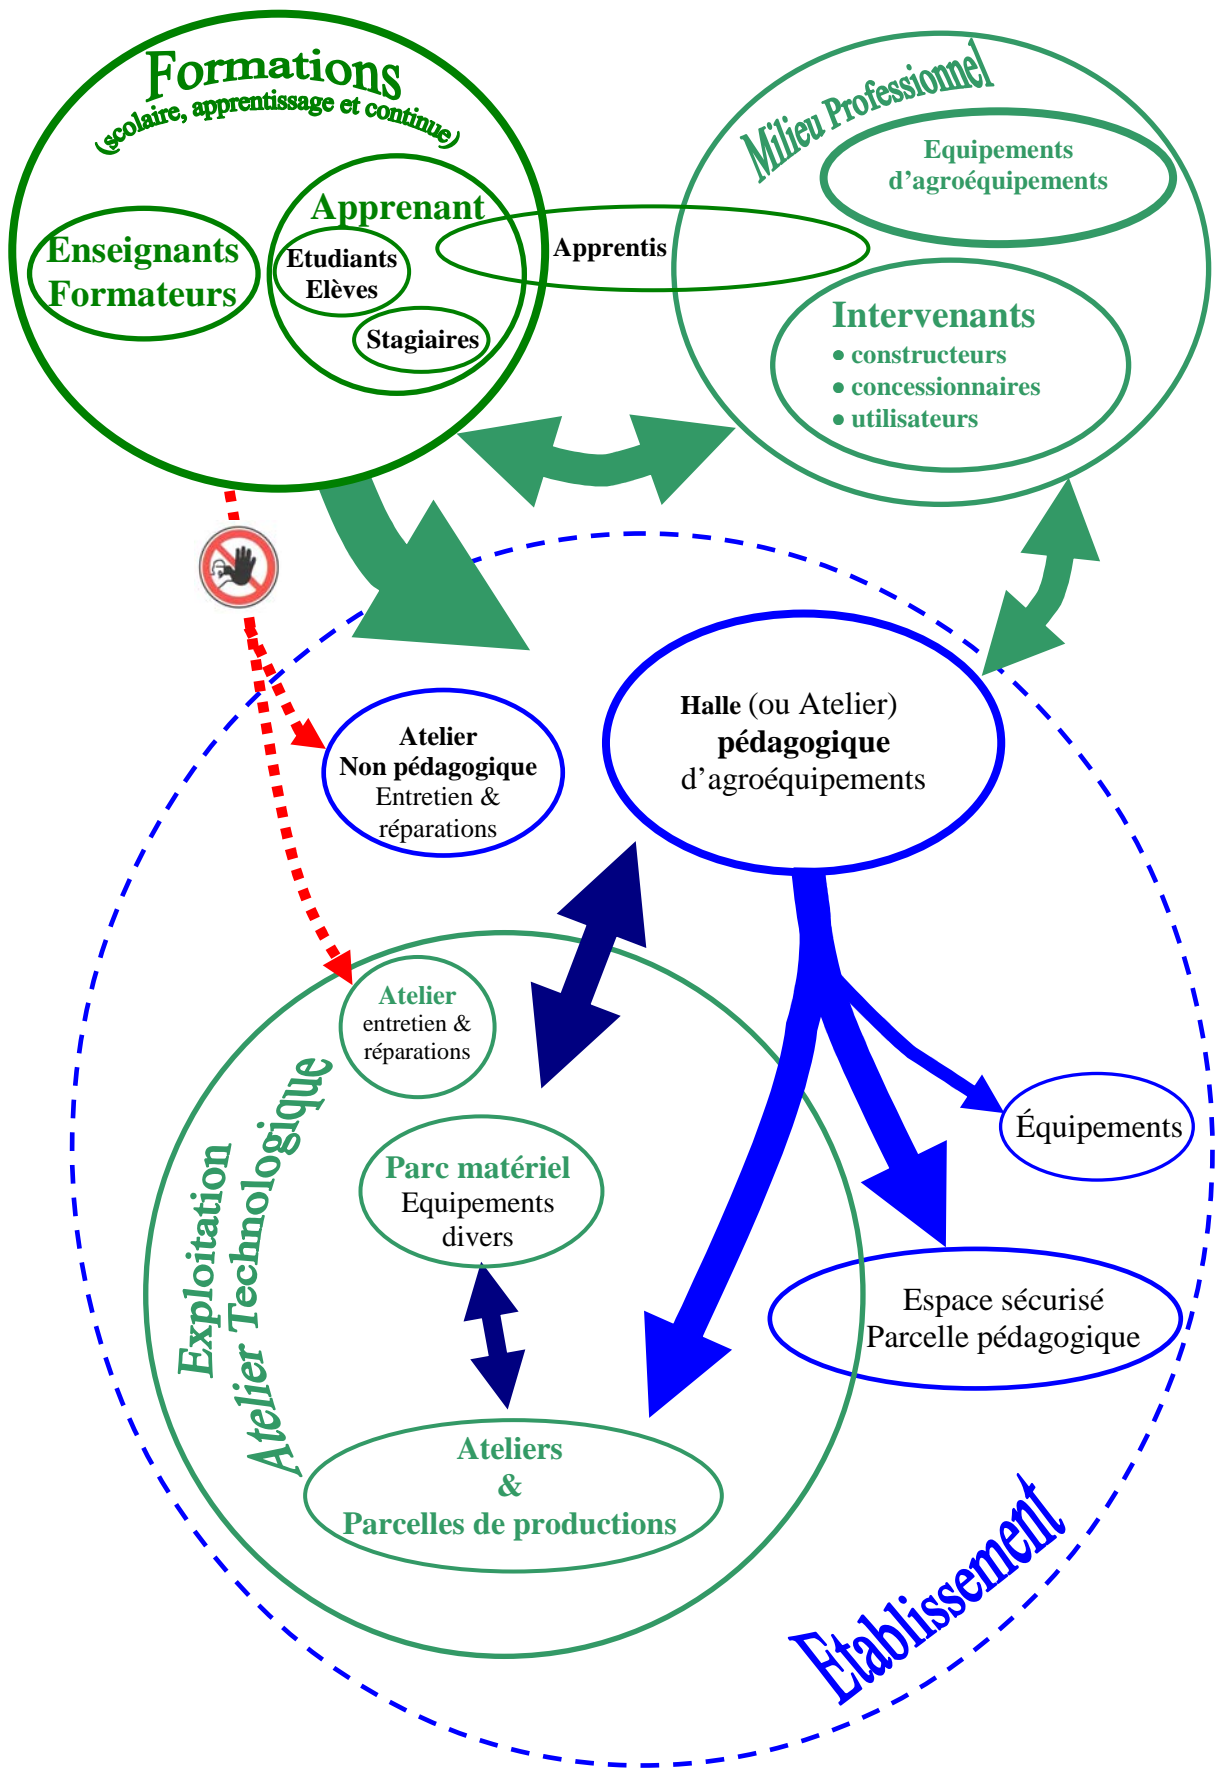 Formations
(scolaire, apprentissage et continue)
Milieu Professionnel
Equipements
d’agroéquipements
Apprenant
Enseignants
Formateurs
Etudiants
Elèves
Stagiaires
Apprentis
Intervenants
• constructeurs
• concessionnaires
• utilisateurs
Halle (ou Atelier)
pédagogique
d’agroéquipements
Atelier
Non pédagogique
Entretien &
réparations
Atelier
entretien &
réparations
Exploitation
Atelier Technologique
Parc matériel
Equipements
divers
Équipements
Espace sécurisé
Parcelle pédagogique
Ateliers
&
Parcelles de productions
Etablissement